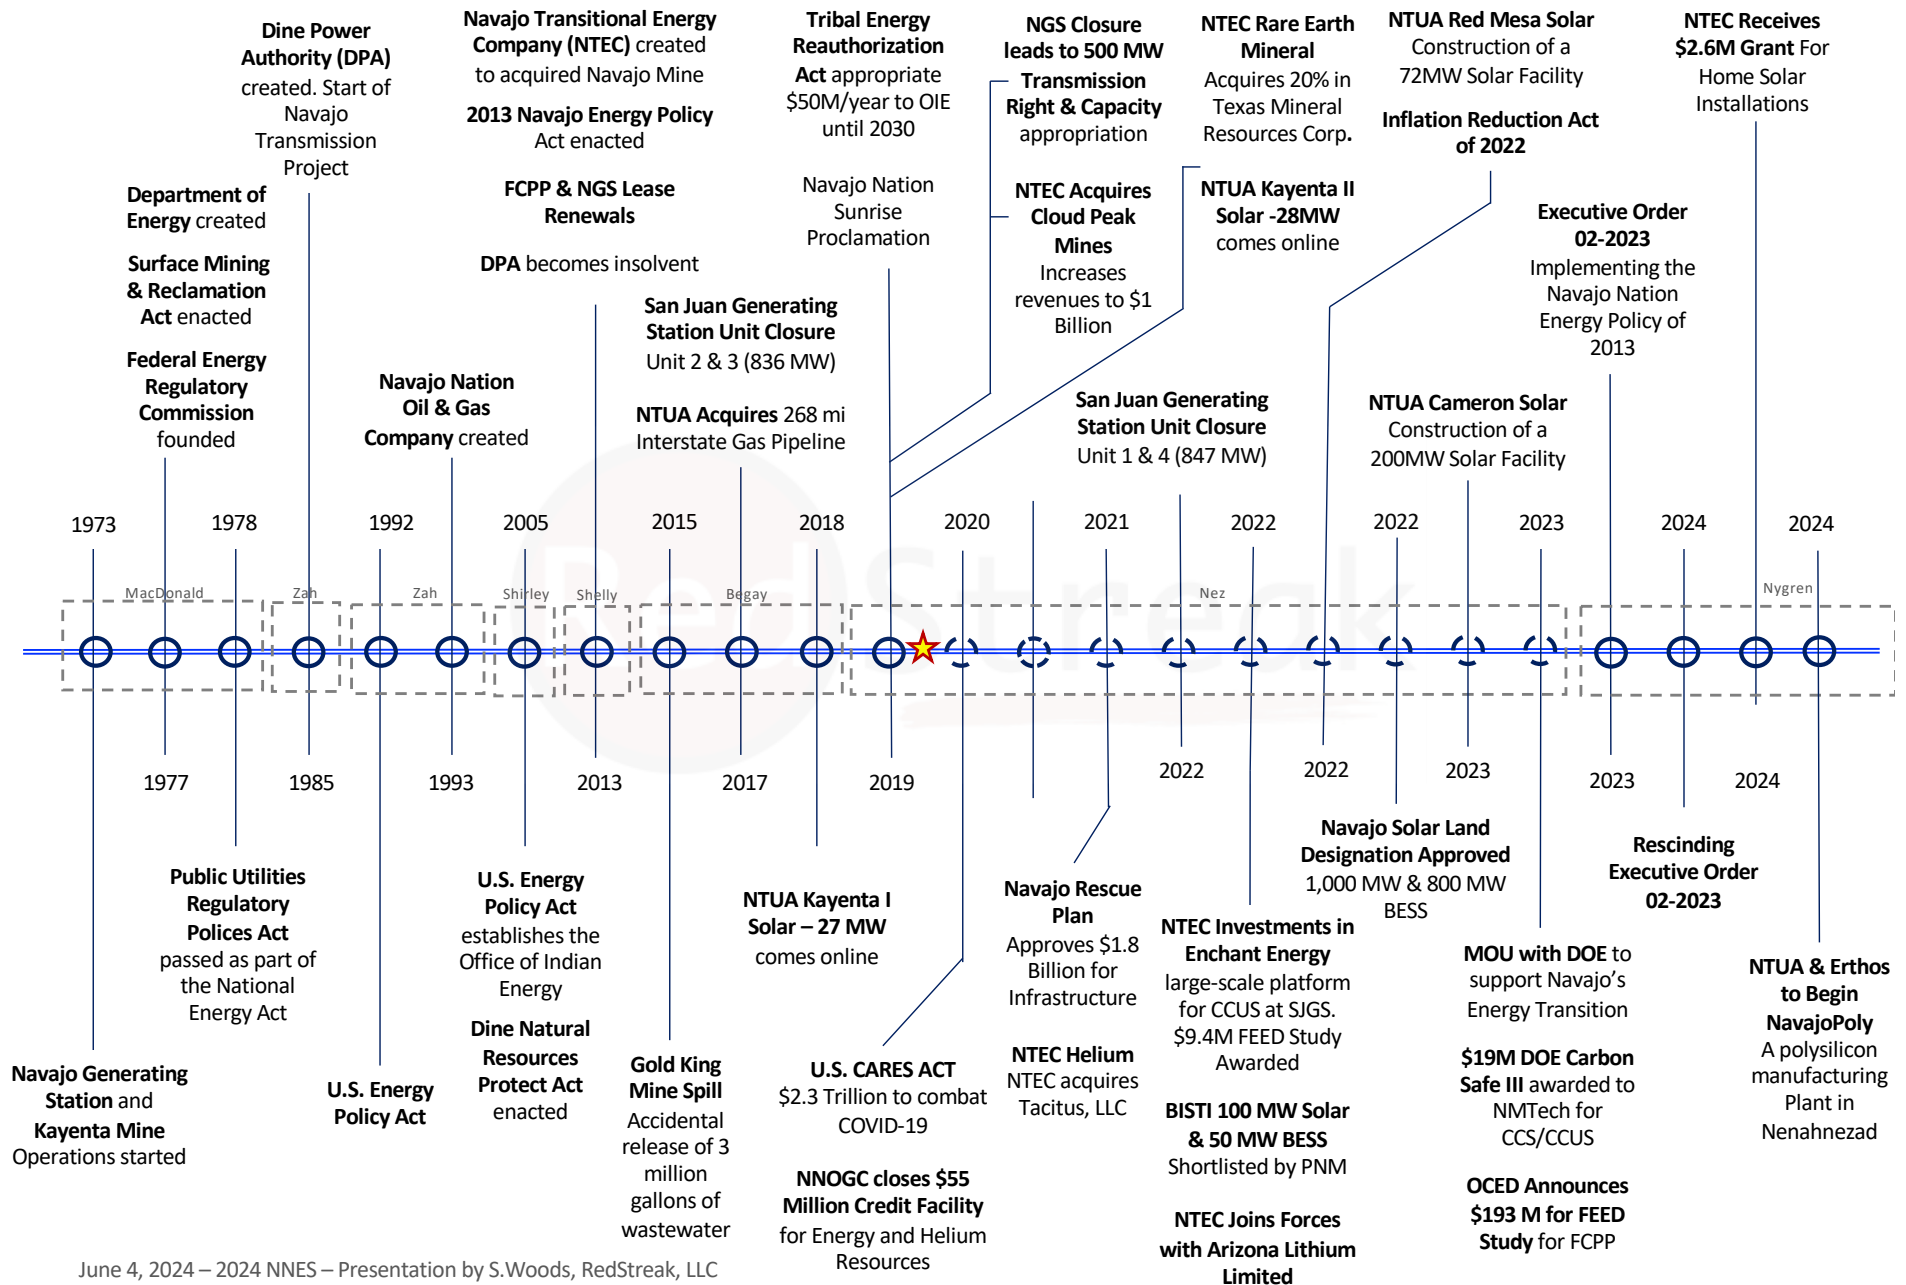 Dine Power
Authority (DPA)
created. Start of
Navajo
Transmission
Project
Navajo Transitional Energy
Company (NTEC) created
to acquired Navajo Mine
2013 Navajo Energy Policy
Act enacted
FCPP & NGS Lease
Renewals
DPA becomes insolvent
Tribal Energy
Reauthorization
Act appropriate
$50M/year to OIE
until 2030
Navajo Nation
Sunrise
Proclamation
NGS Closure
leads to 500 MW
Transmission
Right & Capacity
appropriation
NTEC Acquires
Cloud Peak
Mines
Increases
revenues to $1
Billion
NTEC Rare Earth
Mineral
Acquires 20% in
Texas Mineral
Resources Corp.
NTUA Kayenta II
Solar -28MW
comes online
NTUA Red Mesa Solar
Construction of a
72MW Solar Facility
Inflation Reduction Act
of 2022
NTEC Receives
$2.6M Grant For
Home Solar
Installations
Department of
Energy created
Surface Mining
& Reclamation
Act enacted
Federal Energy
Regulatory
Commission
founded
Navajo Nation
Oil & Gas
Company created
San Juan Generating
Station Unit Closure
Unit 2 & 3 (836 MW)
NTUA Acquires 268 mi
Interstate Gas Pipeline
San Juan Generating
Station Unit Closure
Unit 1 & 4 (847 MW)
NTUA Cameron Solar
Construction of a
200MW Solar Facility
Executive Order
02-2023
Implementing the
Navajo Nation
Energy Policy of
2013
1973
1978
1992
2005
2015
2018
2020
2021
2022
2022
2023
2024
2024
MacDonald
Zah
Zah
Shirley
Shelly
Begay
Nez
Nygren
Red Streak
1977
1985
1993
2013
2017
2019
2022
2022
2023
2023
2024
Navajo Generating
Station and
Kayenta Mine
Operations started
Public Utilities
Regulatory
Polices Act
passed as part of
the National
Energy Act
U.S. Energy
Policy Act
U.S. Energy
Policy Act
establishes the
Office of Indian
Energy
Dine Natural
Resources
Protect Act
enacted
Gold King
Mine Spill
Accidental
release of 3
million
gallons of
wastewater
NTUA Kayenta I
Solar – 27 MW
comes online
U.S. CARES ACT
$2.3 Trillion to combat
COVID-19
NNOGC closes $55
Million Credit Facility
for Energy and Helium
Resources
Navajo Rescue
Plan
Approves $1.8
Billion for
Infrastructure
NTEC Helium
NTEC acquires
Tacitus, LLC
NTEC Investments in
Enchant Energy
large-scale platform
for CCUS at SJGS.
$9.4M FEED Study
Awarded
BISTI 100 MW Solar
& 50 MW BESS
Shortlisted by PNM
NTEC Joins Forces
with Arizona Lithium
Limited
Navajo Solar Land
Designation Approved
1,000 MW & 800 MW
BESS
MOU with DOE to
support Navajo's
Energy Transition
$19M DOE Carbon
Safe III awarded to
NMTech for
CCS/CCUS
OCED Announces
$193 M for FEED
Study for FCPP
Rescinding
Executive Order
02-2023
NTUA & Erthos
to Begin
NavajoPoly
A polysilicon
manufacturing
Plant in
Nenahnezad
June 4, 2024 – 2024 NNES – Presentation by S.Woods, RedStreak, LLC